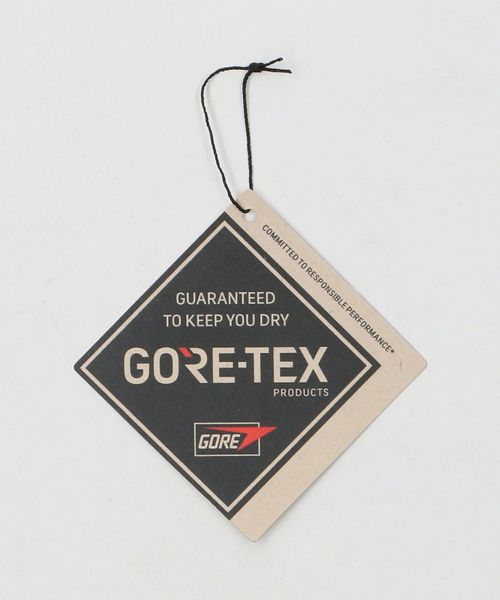 COMMITTED TO RESPONSIBLE PERFORMANCE*
GUARANTEED
TO KEEP YOU DRY
GORE-TEX
PRODUCTS
GORE